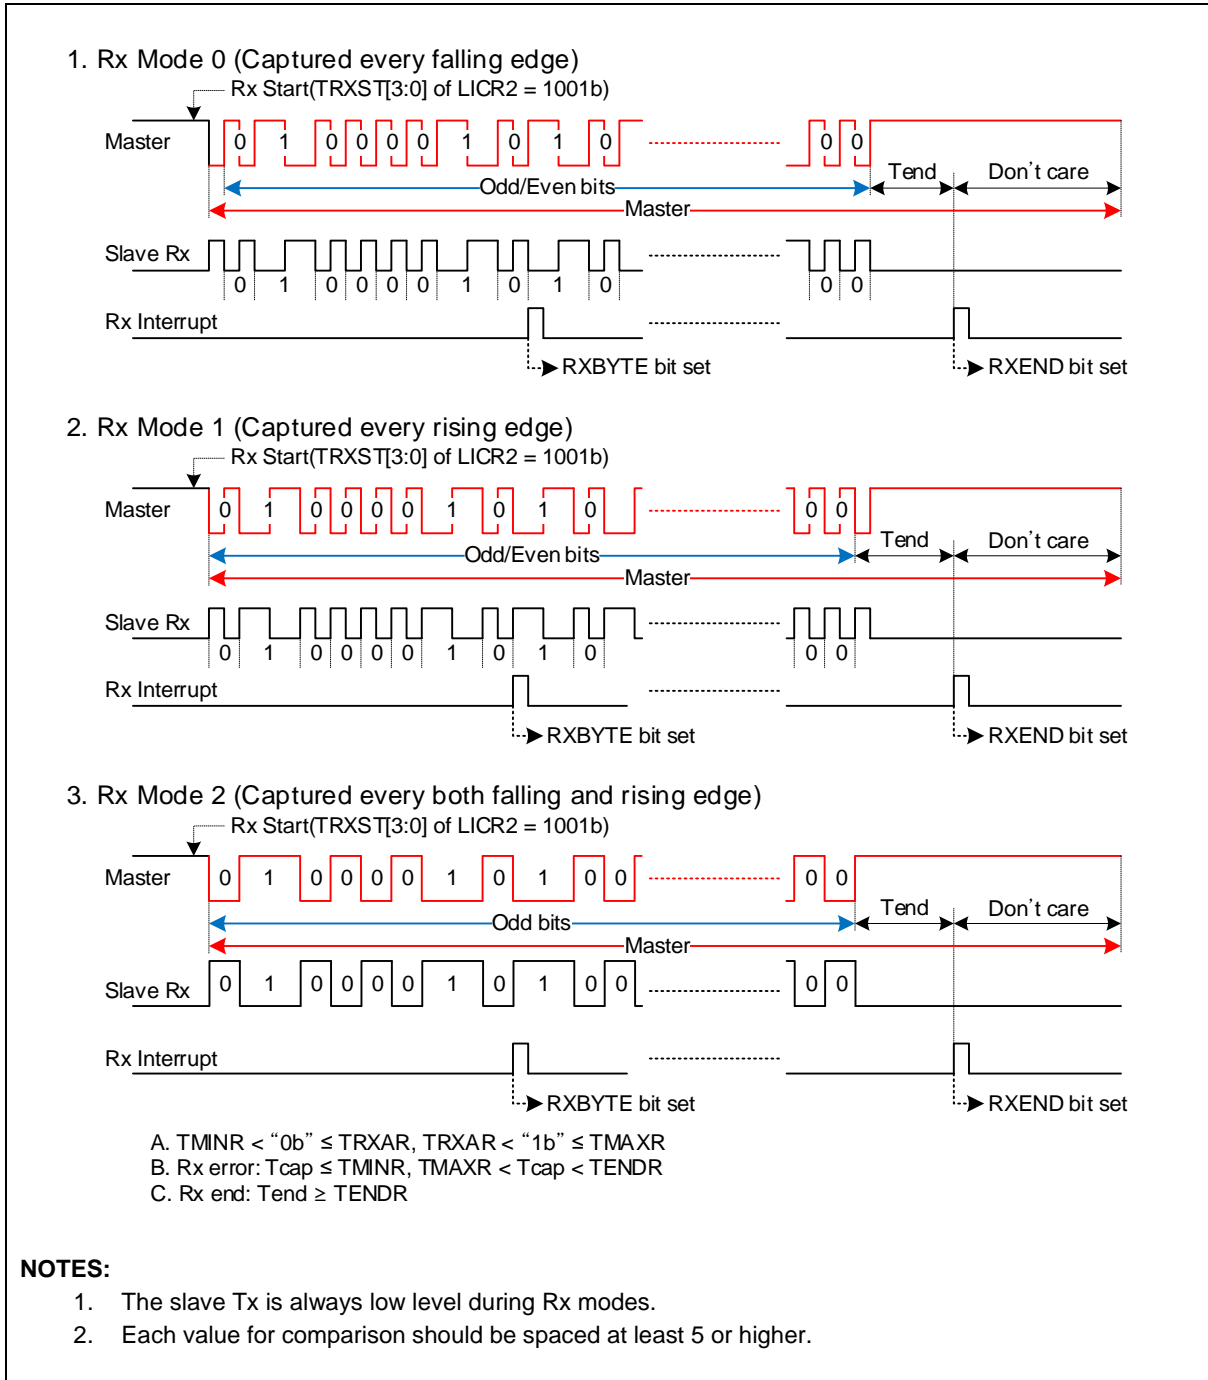 1. Rx Mode 0 (Captured every falling edge)
Rx Start(TRXST[3:0] of LICR2 = 1001b)
Master 0 1 0 0 0 0 1 0 1 0 0 0
Tend Don't care
Odd/Even bits
Master
Slave Rx
0 1 0 0 0 0 1 0 1 0 0 0
Rx Interrupt
RXBYTE bit set RXEND bit set
2. Rx Mode 1 (Captured every rising edge)
Rx Start(TRXST[3:0] of LICR2 = 1001b)
Master 0 1 0 0 0 0 1 0 1 0 0 0
Tend Don't care
Odd/Even bits
Master
Slave Rx
0 1 0 0 0 0 1 0 1 0 0 0
Rx Interrupt
RXBYTE bit set RXEND bit set
3. Rx Mode 2 (Captured every both falling and rising edge)
Rx Start(TRXST[3:0] of LICR2 = 1001b)
Master 0 1 0 0 0 0 1 0 1 0 0 0 0
Tend Don't care
Odd bits
Master
Slave Rx 0 1 0 0 0 0 1 0 1 0 0 0 0
Rx Interrupt
RXBYTE bit set RXEND bit set
A. TMINR < “0b” ≤ TRXAR, TRXAR < “1b” ≤ TMAXR
B. Rx error: Tcap ≤ TMINR, TMAXR < Tcap < TENDR
C. Rx end: Tend ≥ TENDR
NOTES:
1. The slave Tx is always low level during Rx modes.
2. Each value for comparison should be spaced at least 5 or higher.